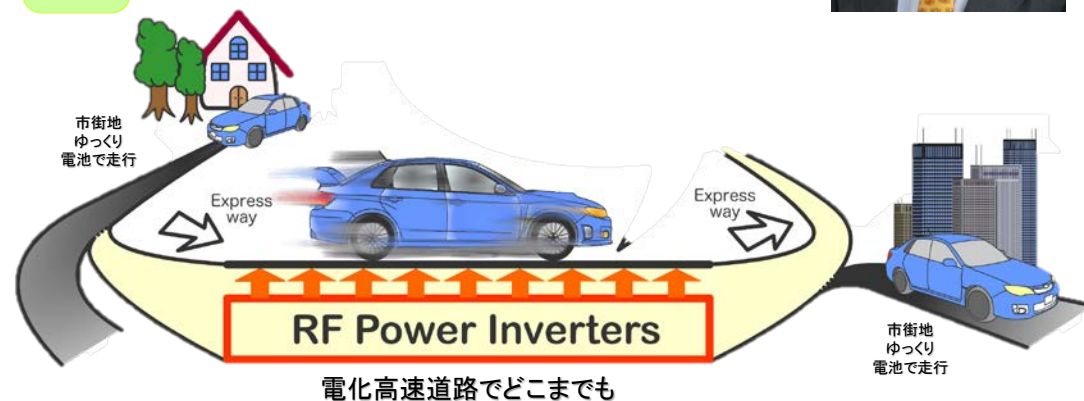 市街地
ゆっくり
電池で走行
Express
way
Express
way
RF Power Inverters
市街地
ゆっくり
電池で走行
電化高速道路でどこまでも